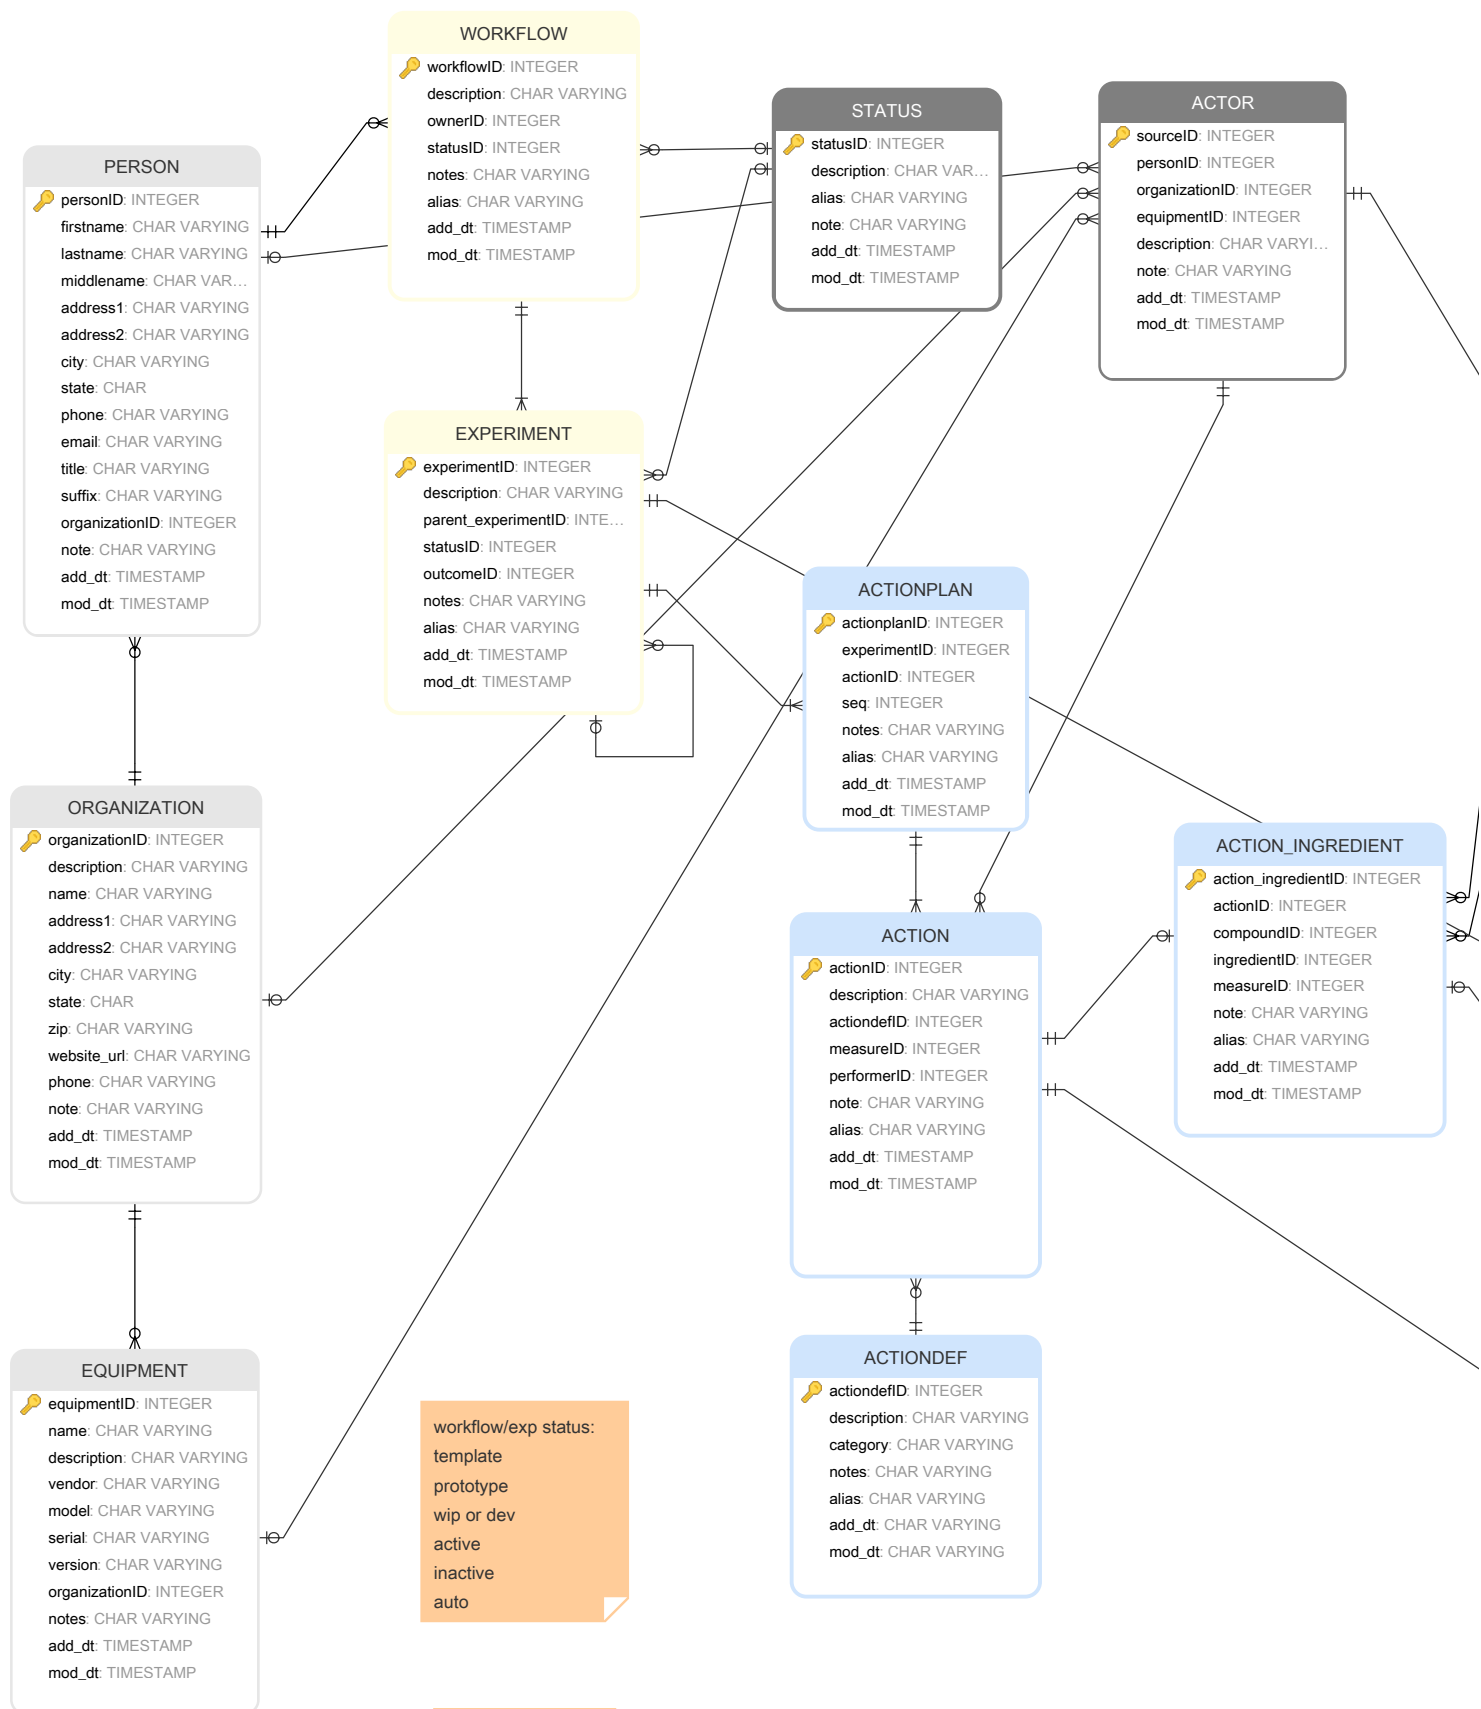 WORKFLOW
workflowID: INTEGER
description: CHAR VARYING
ownerID: INTEGER
statusID: INTEGER
notes: CHAR VARYING
alias: CHAR VARYING
add_dt: TIMESTAMP
mod_dt: TIMESTAMP
STATUS
statusID: INTEGER
description: CHAR VAR...
alias: CHAR VARYING
note: CHAR VARYING
add_dt: TIMESTAMP
mod_dt: TIMESTAMP
ACTOR
sourceID: INTEGER
personID: INTEGER
organizationID: INTEGER
equipmentID: INTEGER
description: CHAR VARYI...
note: CHAR VARYING
add_dt: TIMESTAMP
mod_dt: TIMESTAMP
PERSON
personID: INTEGER
firstname: CHAR VARYING
lastname: CHAR VARYING
middlename: CHAR VAR...
address1: CHAR VARYING
address2: CHAR VARYING
city: CHAR VARYING
state: CHAR
phone: CHAR VARYING
email: CHAR VARYING
title: CHAR VARYING
suffix: CHAR VARYING
organizationID: INTEGER
note: CHAR VARYING
add_dt: TIMESTAMP
mod_dt: TIMESTAMP
EXPERIMENT
experimentID: INTEGER
description: CHAR VARYING
parent_experimentID: INTE...
statusID: INTEGER
outcomeID: INTEGER
notes: CHAR VARYING
alias: CHAR VARYING
add_dt: TIMESTAMP
mod_dt: TIMESTAMP
ACTIONPLAN
actionplanID: INTEGER
experimentID: INTEGER
actionID: INTEGER
seq: INTEGER
notes: CHAR VARYING
alias: CHAR VARYING
add_dt: TIMESTAMP
mod_dt: TIMESTAMP
ORGANIZATION
organizationID: INTEGER
description: CHAR VARYING
name: CHAR VARYING
address1: CHAR VARYING
address2: CHAR VARYING
city: CHAR VARYING
state: CHAR
zip: CHAR VARYING
website_url: CHAR VARYING
phone: CHAR VARYING
note: CHAR VARYING
add_dt: TIMESTAMP
mod_dt: TIMESTAMP
ACTION_INGREDIENT
action_ingredientID: INTEGER
actionID: INTEGER
compoundID: INTEGER
ingredientID: INTEGER
measureID: INTEGER
note: CHAR VARYING
alias: CHAR VARYING
add_dt: TIMESTAMP
mod_dt: TIMESTAMP
ACTION
actionID: INTEGER
description: CHAR VARYING
actiondefID: INTEGER
measureID: INTEGER
performerID: INTEGER
note: CHAR VARYING
alias: CHAR VARYING
add_dt: TIMESTAMP
mod_dt: TIMESTAMP
EQUIPMENT
equipmentID: INTEGER
name: CHAR VARYING
description: CHAR VARYING
vendor: CHAR VARYING
model: CHAR VARYING
serial: CHAR VARYING
version: CHAR VARYING
organizationID: INTEGER
notes: CHAR VARYING
add_dt: TIMESTAMP
mod_dt: TIMESTAMP
workflow/exp status:
template
prototype
wip or dev
active
inactive
auto
ACTIONDEF
actiondefID: INTEGER
description: CHAR VARYING
category: CHAR VARYING
notes: CHAR VARYING
alias: CHAR VARYING
add_dt: CHAR VARYING
mod_dt: CHAR VARYING